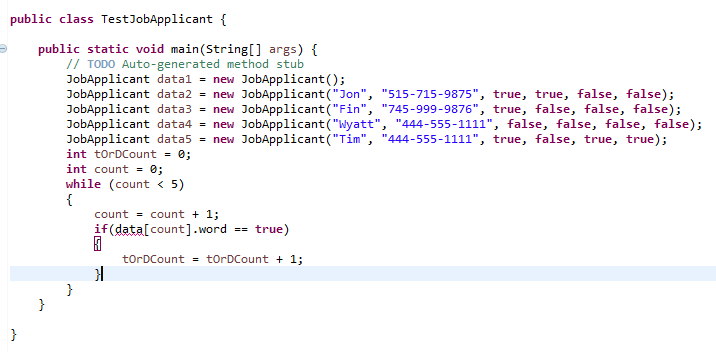 public class TestJobApplicant {
public static void main(String[] args) {
// TODO Auto-generated method stub
JobApplicant data1 = new JobApplicant();
JobApplicant data2 = new JobApplicant("Jon", "515-715-9875", true, true, false, false);
JobApplicant data3 = new JobApplicant("Fin", "745-999-9876", true, false, false, false);
JobApplicant data4 = new JobApplicant("Wyatt", "444-555-1111", false, false, false, false);
JobApplicant data5 = new JobApplicant("Tim", "444-555-1111", true, false, true, true);
int tOrDCount = 0;
int count = 0;
while (count < 5)
{
count = count + 1;
if(data[count].word == true)
{
tOrDCount = tOrDCount + 1;
}
}
}
}